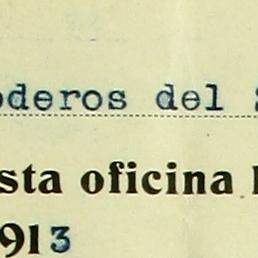 oderos del
sta oficina
913